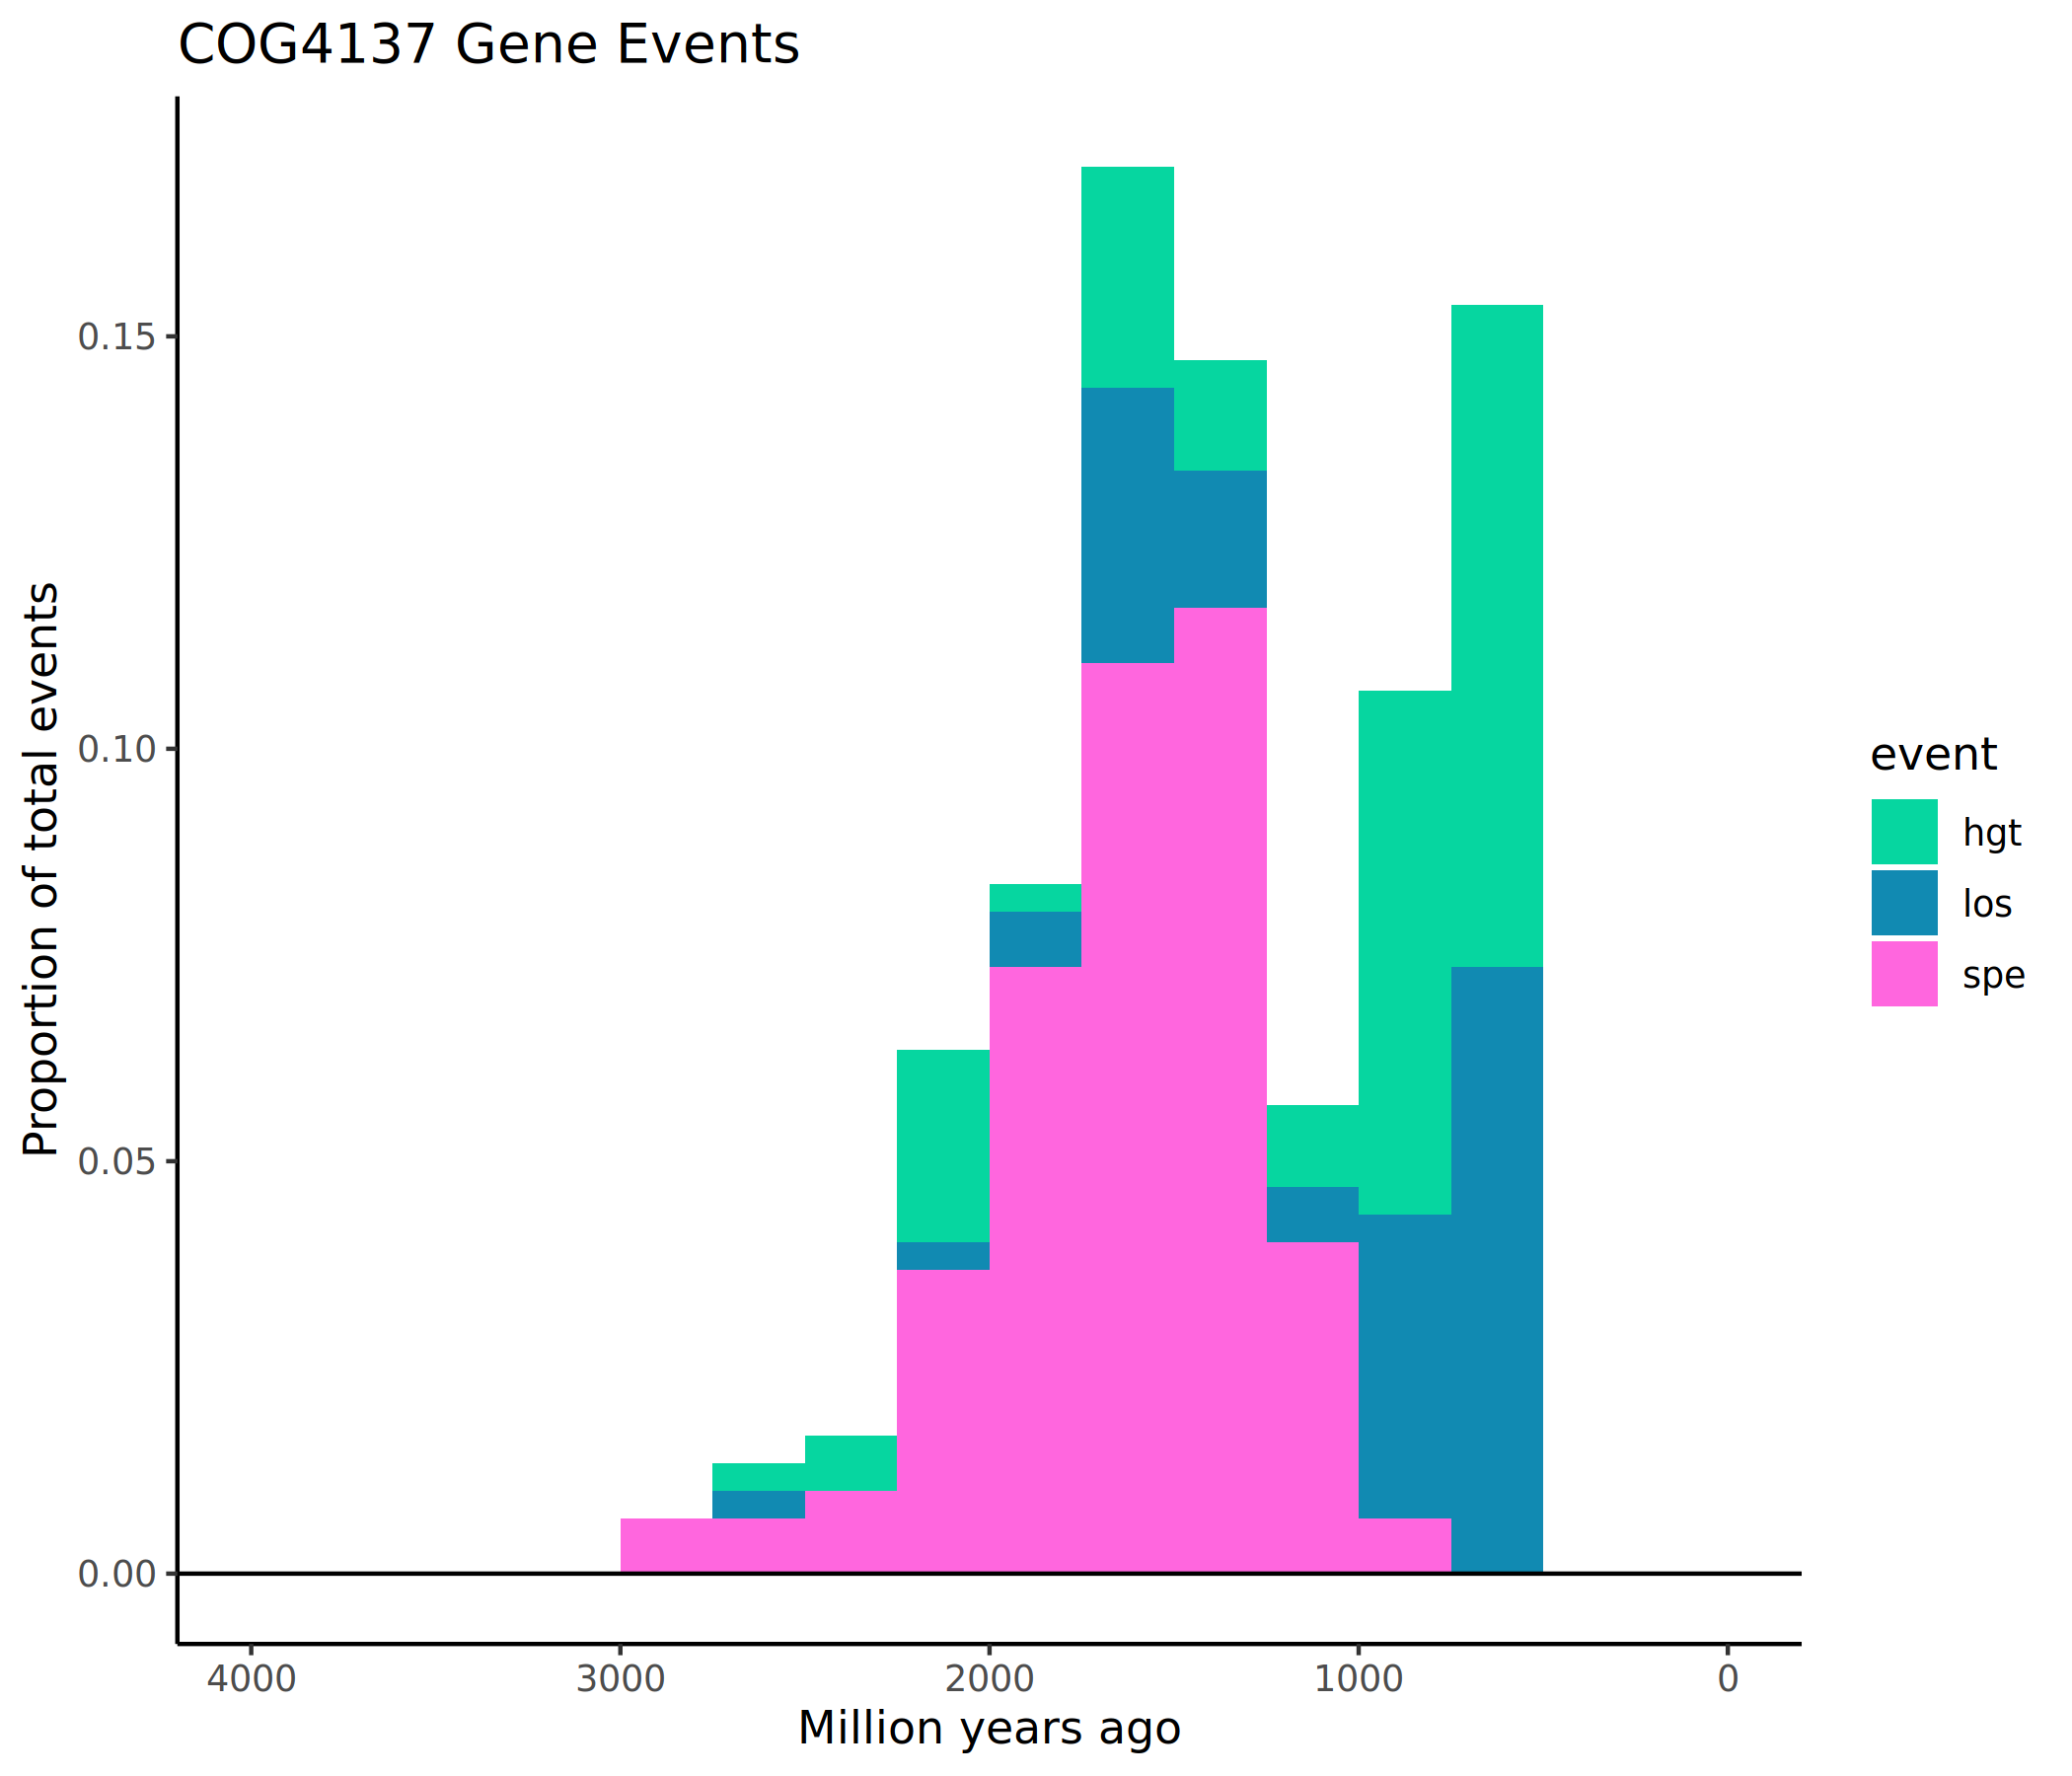 COG4137 Gene Events
Proportion of total events
0.15
0.10
0.05
0.00
4000 3000 2000 1000 0
Million years ago
event
hgt
los
spe